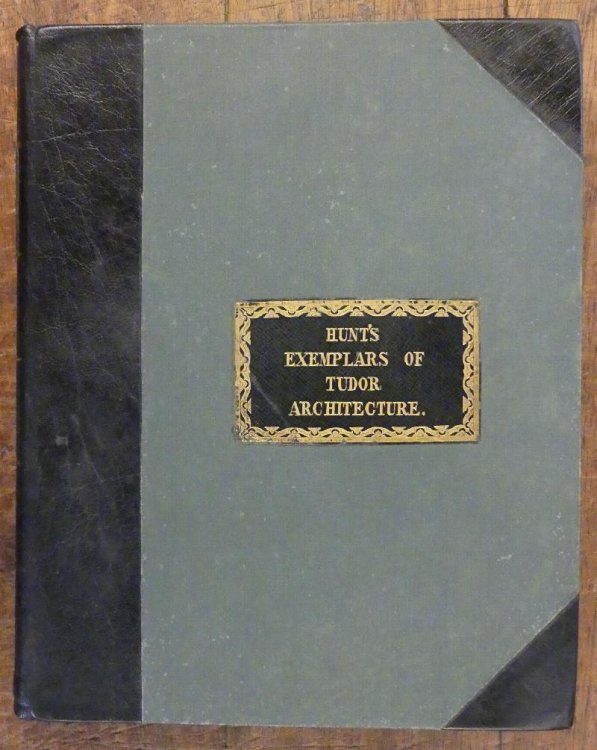 HUNT'S
EXEMPLARS OF
TUDOR
ARCHITECTURE.